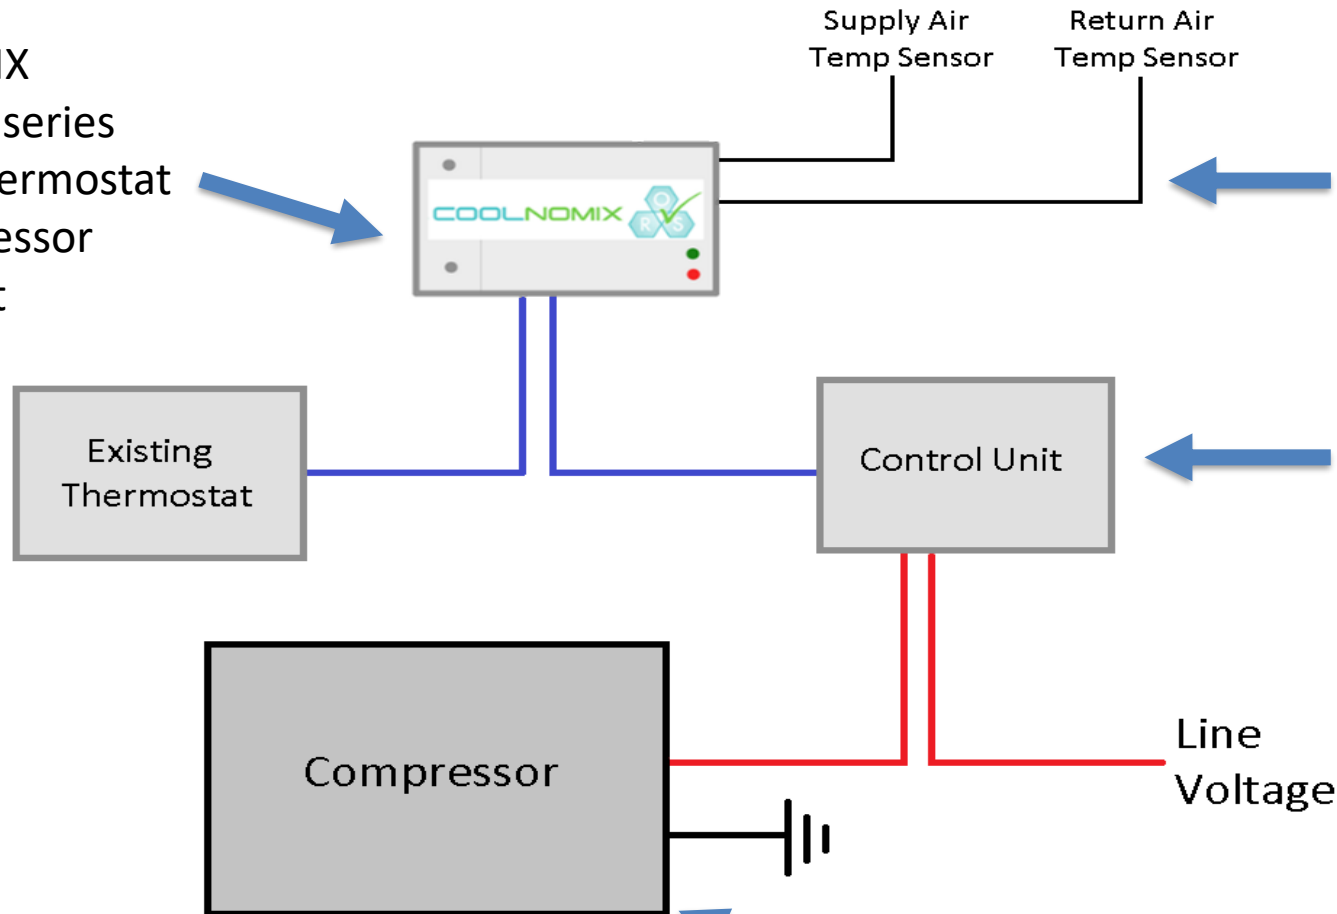 Supply Air
Temp Sensor
Return Air
Temp Sensor
IX
series
ermostat
essor
t
COOLNOMIX
O
R S
Existing
Thermostat
Control Unit
Compressor
Line
Voltage